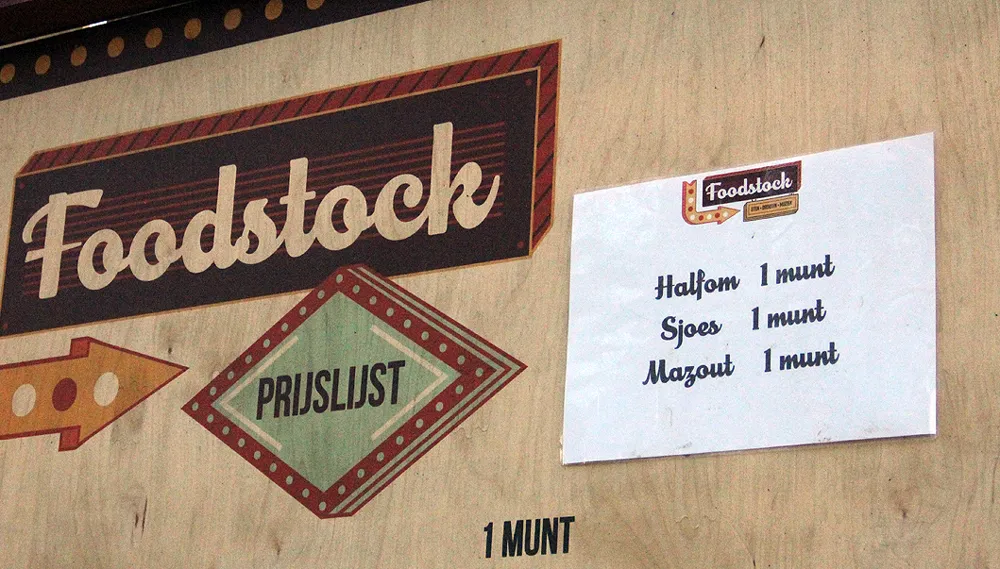 Foodstock
PRIJSLIJST
1 MUNT
Foodstock
Halfom 1 munt
Sjoes 1 munt
Mazout 1 munt